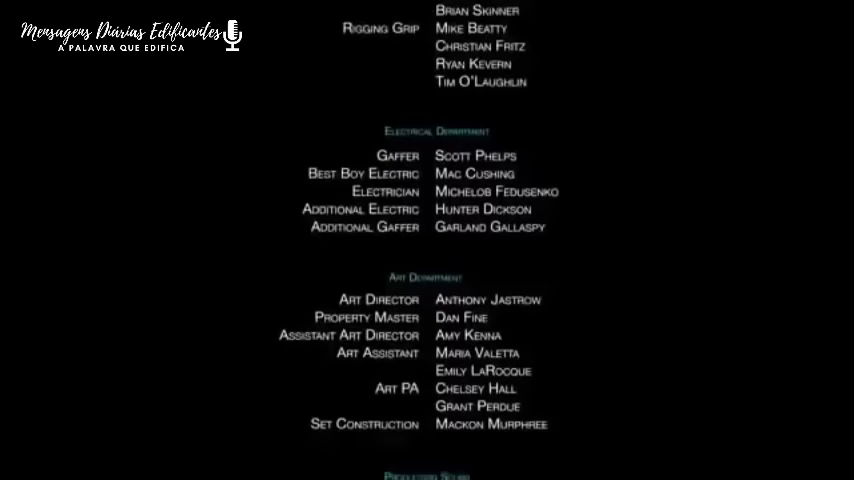 Mensagens Diárias Edificantes
A PALAVRA QUE EDIFICA
BRIAN SKINNER
RIGGING GRIP MIKE BEATTY
CHRISTIAN FRITZ
RYAN KEVERN
TIM O'LAUGHLIN
ELECTRICAL DEPARTMENT
GAFFER SCOTT PHELPS
BEST BOY ELECTRIC MAC CUSHING
ELECTRICIAN MICHELOB FEDUSENKO
ADDITIONAL ELECTRIC HUNTER DICKSON
ADDITIONAL GAFFER GARLAND GALLASPY
ART DEPARTMENT
ART DIRECTOR ANTHONY JASTROW
PROPERTY MASTER DAN FINE
ASSISTANT ART DIRECTOR AMY KENNA
ART ASSISTANT MARIA VALETTA
EMILY LAROCQUE
ART PA CHELSEY HALL
GRANT PERDUE
SET CONSTRUCTION MACKON MURPHREE
PRODUCTION SOUND